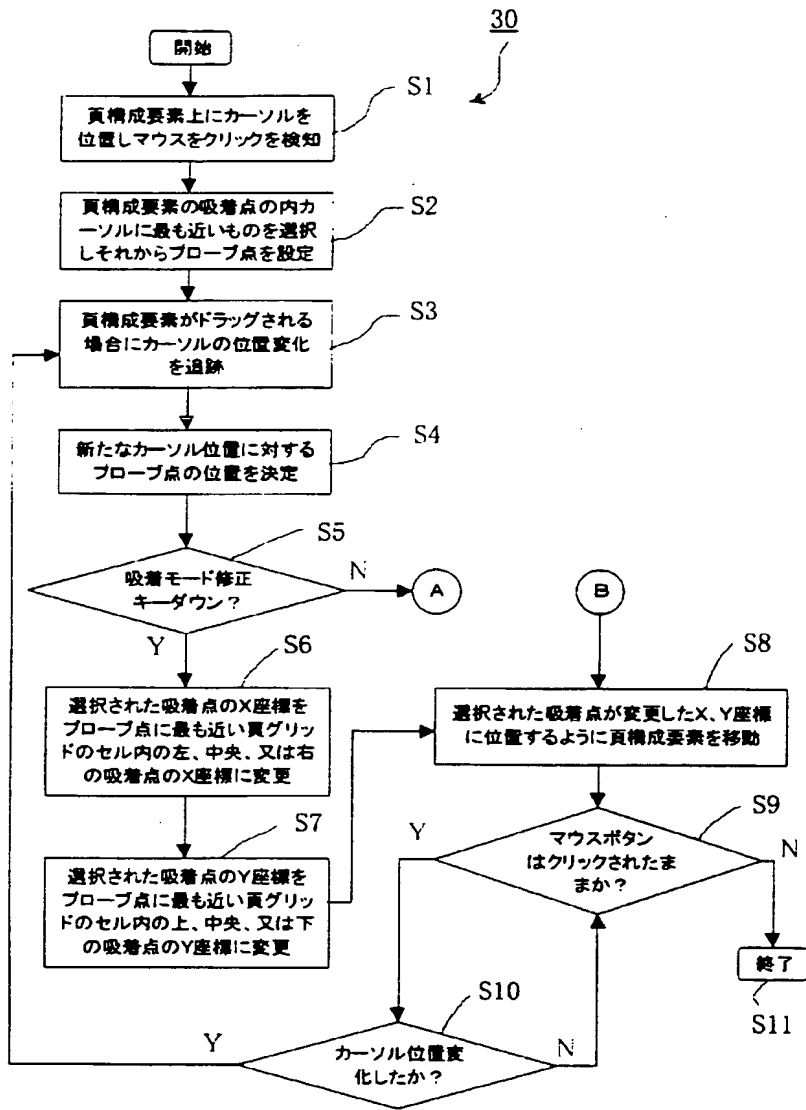 30
開始
S1
頁構成要素上にカーソルを
位置しマウスをクリックを検知
S2
頁構成要素の吸着点の内カ
ーソルに最も近いものを選択
しそれからプローブ点を設定
S3
頁構成要素がドラッグされる
場合にカーソルの位置変化
を追跡
S4
新たなカーソル位置に対する
プローブ点の位置を決定
S5
吸着モード修正
キーダウン？
N
A
Y
S6
選択された吸着点のX座標を
プローブ点に最も近い頁グリッ
ドのセル内の左、中央、又は右
の吸着点のX座標に変更
S7
選択された吸着点のY座標を
プローブ点に最も近い頁グリッ
ドのセル内の上、中央、又は下
の吸着点のY座標に変更
B
S8
選択された吸着点が変更したX、Y座標
に位置するように頁構成要素を移動
S9
マウスボタン
はクリックされたま
まか？
Y
N
終了
S11
S10
カーソル位置変
化したか？
Y
N